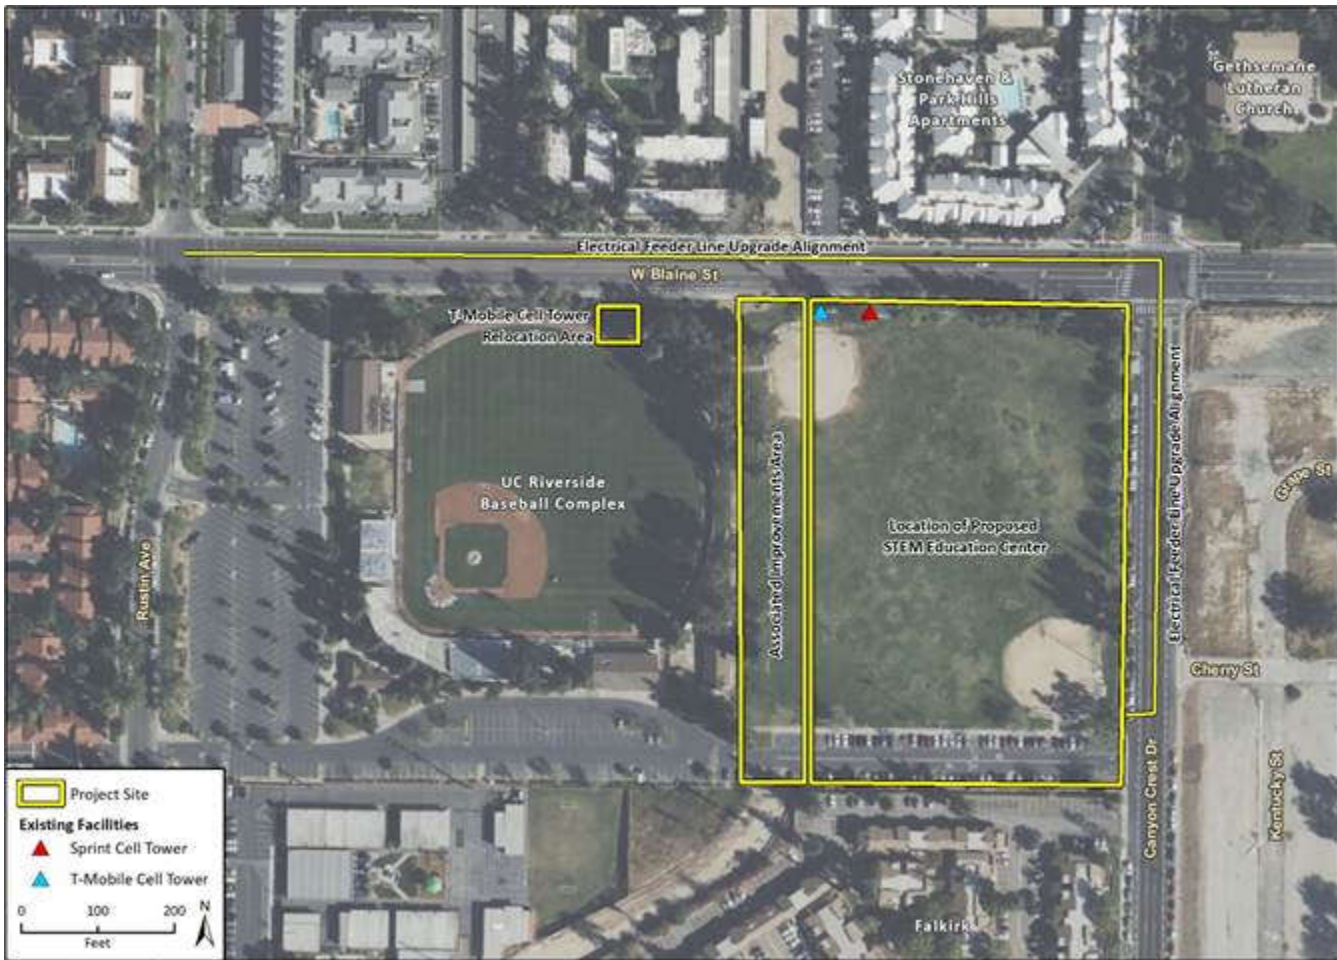 Stonehaven &
Park Hills
Apartments
Gethsemane
Lutheran
Church
Electrical Feeder Line Upgrade Alignment
W Blaine St
T-Mobile Cell Tower
Relocation Area
UC Riverside
Baseball Complex
Associated Improvements Area
Location of Proposed
STEM Education Center
Electrical Feeder Line Upgrade Alignment
Grape St
Rustin Ave
Cherry St
Canyon Crest Dr
Kentucky St
Falkirk
Project Site
Existing Facilities
Sprint Cell Tower
T-Mobile Cell Tower
0 100 200
Feet
N